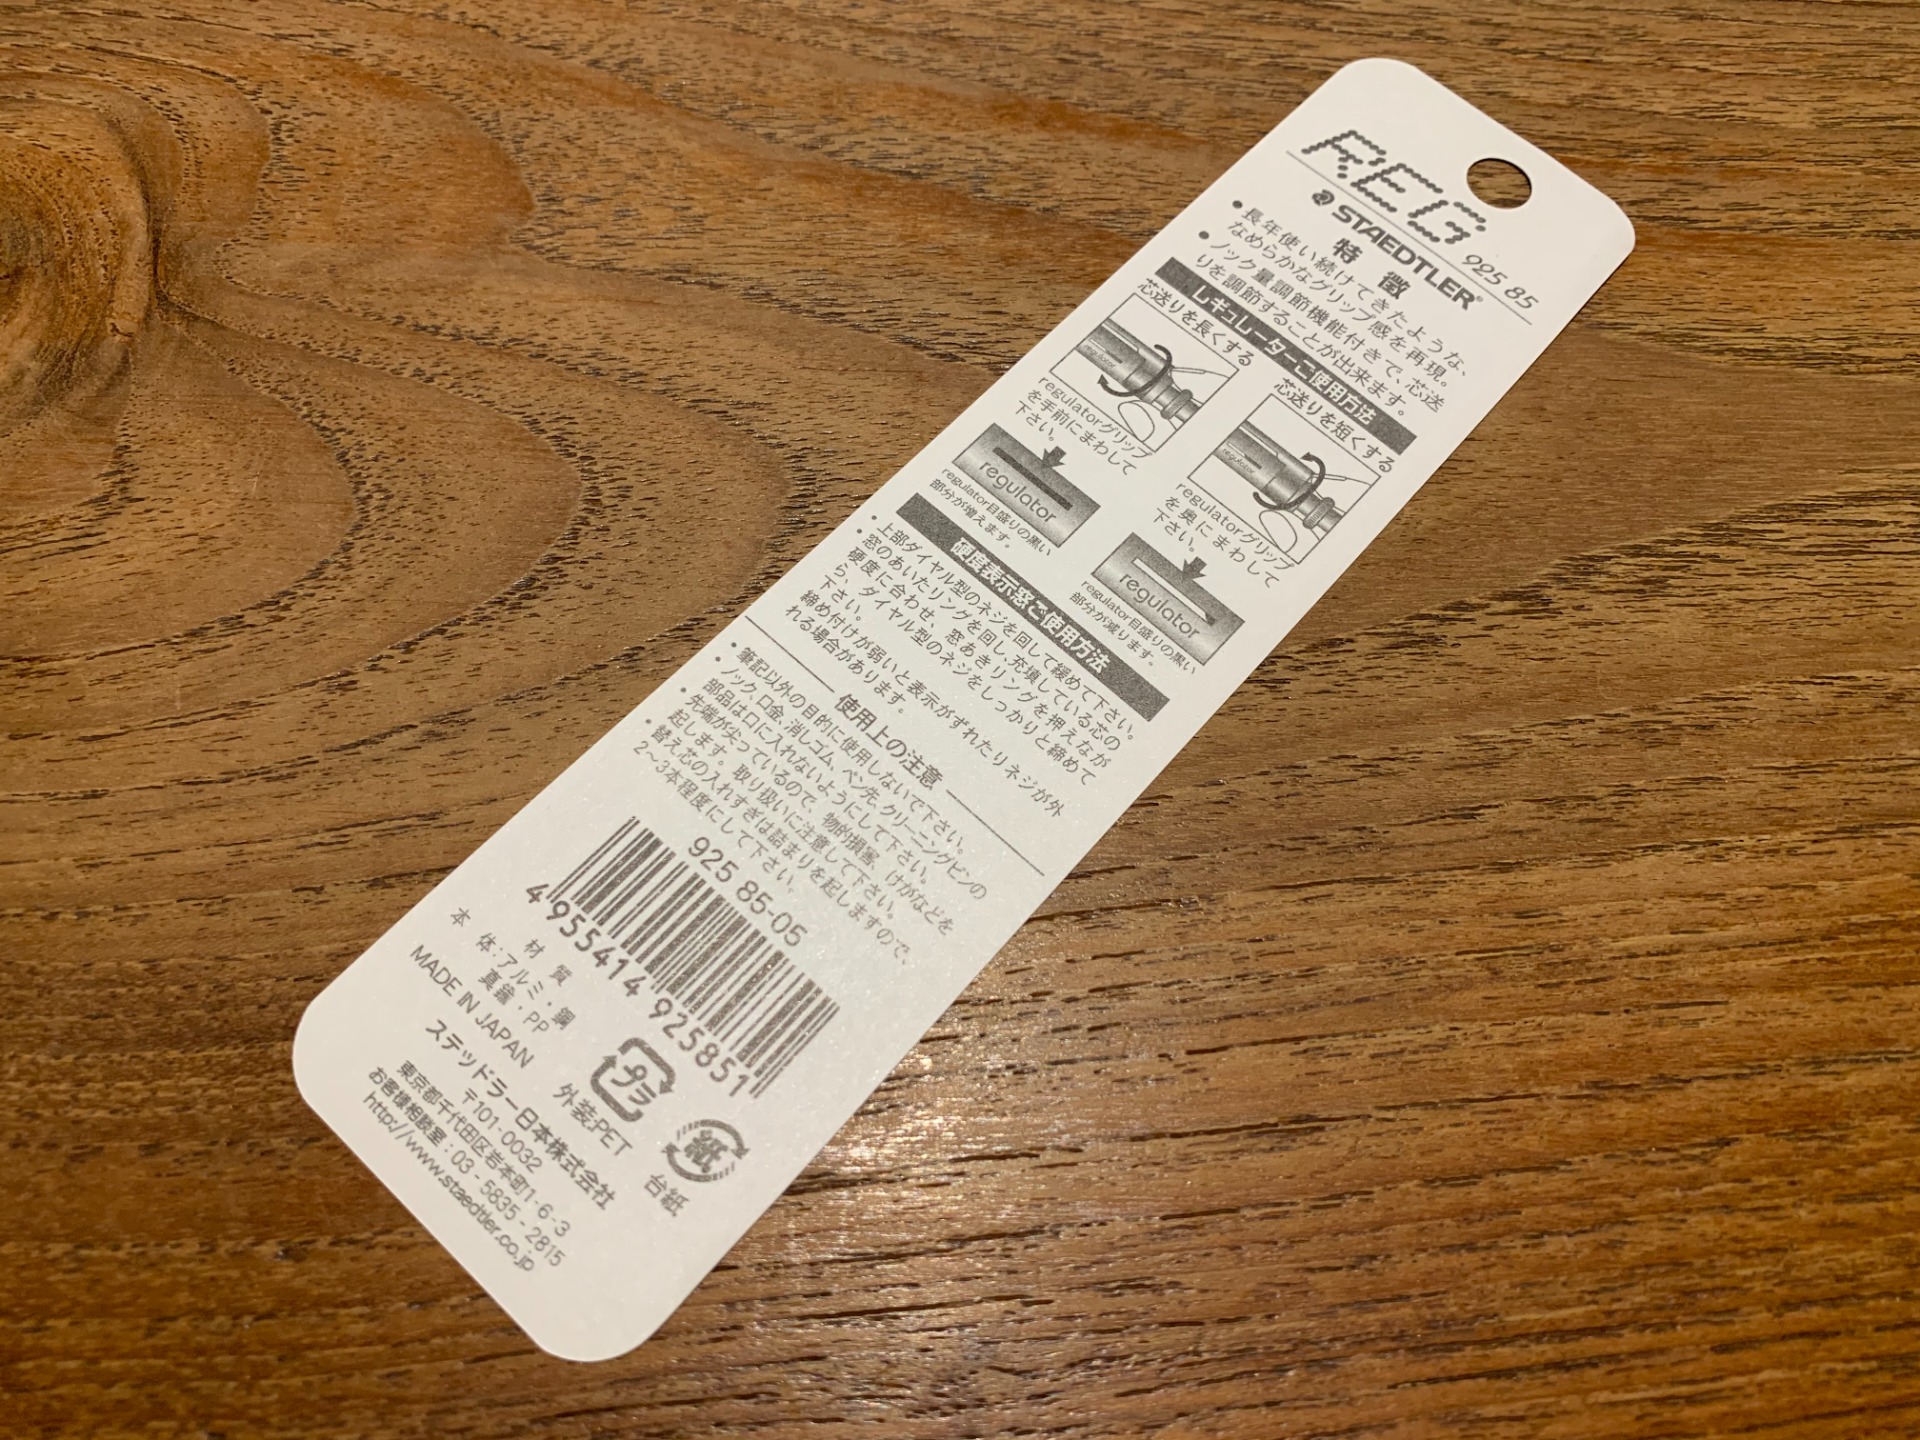 REG 925 85
STAEDTLER®
特 徴
• 長年使い続けてきたような、
なめらかなグリップ感を再現。
• ノック量調節機能付きで、芯送
りを調節することが出来ます。
レギュレーターご使用方法
芯送りを長くする
regulator
regulatorグリップ
を手前にまわして
下さい。
regulator
regulator目盛りの黒い
部分が増えます。
芯送りを短くする
regulator
regulatorグリップ
を奥にまわして
下さい。
regulator
regulator目盛りの黒い
部分が減ります。
硬度表示窓ご使用方法
・上部ダイヤル型のネジを回して緩めて下さい。
・窓のあいたリングを回し、充填している芯の
硬度に合わせ、窓あきリングを押えなが
ら、ダイヤル型のネジをしっかりと締めて
下さい。
締め付けが弱いと表示がずれたりネジが外
れる場合があります。
使用上の注意
・筆記以外の目的に使用しないで下さい。
・ノック、口金、消しゴム、ペン先、クリーニングピンの
部品は口に入れないようにして下さい。
・先端が尖っているので、物的損害、けがなどを
起します。取り扱いに注意して下さい。
・替え芯の入れすぎは詰まりを起しますので、
2〜3本程度にして下さい。
925 85-05
4 955414 925851
材 質
本 体:アルミ・鋼
真鍮・PP
MADE IN JAPAN
プラ
外装:PET
紙
台紙
ステッドラー日本株式会社
〒101-0032
東京都千代田区岩本町1-6-3
お客様相談室:03-5835-2815
http://www.staedtler.co.jp